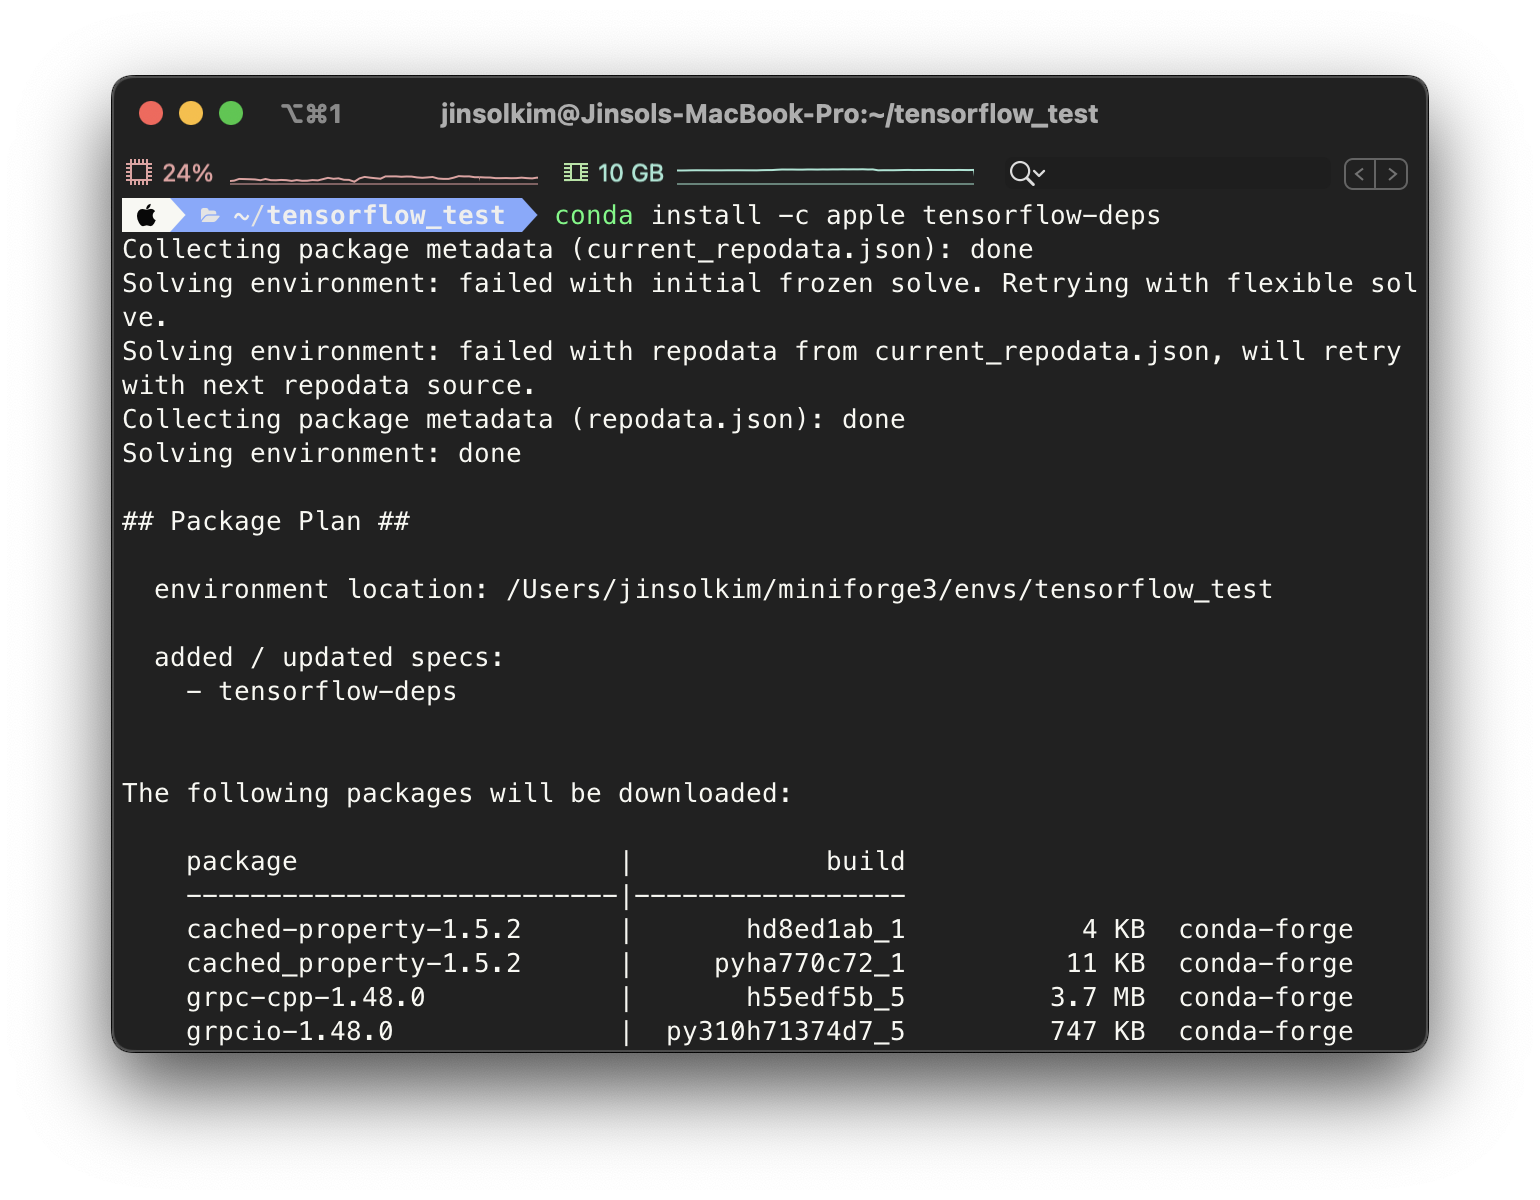 ⌥⌘1 jinsolkim@Jinsols-MacBook-Pro:~/tensorflow_test
24% 10 GB
~/tensorflow_test conda install -c apple tensorflow-deps
Collecting package metadata (current_repodata.json): done
Solving environment: failed with initial frozen solve. Retrying with flexible sol
ve.
Solving environment: failed with repodata from current_repodata.json, will retry
with next repodata source.
Collecting package metadata (repodata.json): done
Solving environment: done
## Package Plan ##
environment location: /Users/jinsolkim/miniforge3/envs/tensorflow_test
added / updated specs:
- tensorflow-deps
The following packages will be downloaded:
package | build
---------------------------|-----------------
cached-property-1.5.2 | hd8ed1ab_1 4 KB conda-forge
cached_property-1.5.2 | pyha770c72_1 11 KB conda-forge
grpc-cpp-1.48.0 | h55edf5b_5 3.7 MB conda-forge
grpcio-1.48.0 | py310h71374d7_5 747 KB conda-forge